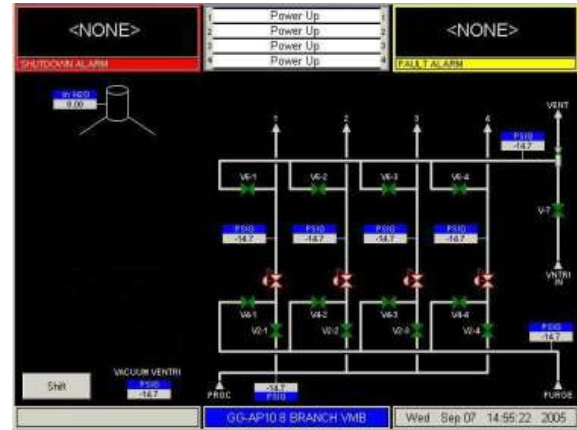 <NONE>
SHUTDOWN ALARM
1 Power Up 1
2 Power Up 2
3 Power Up 3
4 Power Up 4
<NONE>
FAULT ALARM
In H2O
0.00
VENT
1 2 3 4
PSIG
-14.7
V6-1 V6-2 V6-3 V6-4
V-7
PSIG PSIG PSIG PSIG
-14.7 -14.7 -14.7 -14.7
VNTRI
IN
V4-1 V4-2 V4-3 V4-4
V2-1 V2-2 V2-3 V2-4
PSIG
-14.7
VACUUM VENTRI
PSIG
-14.7
Shift
-14.7
PSIG
PROC
PURGE
GG-AP10 8 BRANCH VMB
Wed Sep 07 14:55:22 2005